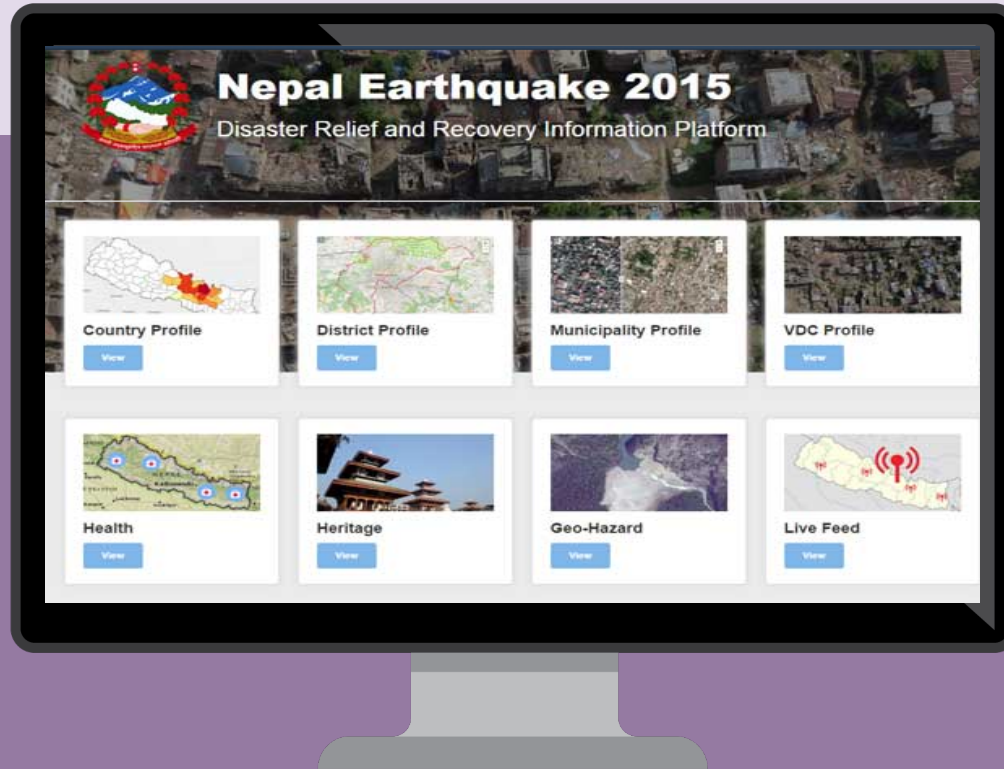 Nepal Earthquake 2015
Disaster Relief and Recovery Information Platform
Country Profile
View
District Profile
View
Municipality Profile
View
VDC Profile
View
Health
View
Heritage
View
Geo-Hazard
View
Live Feed
View